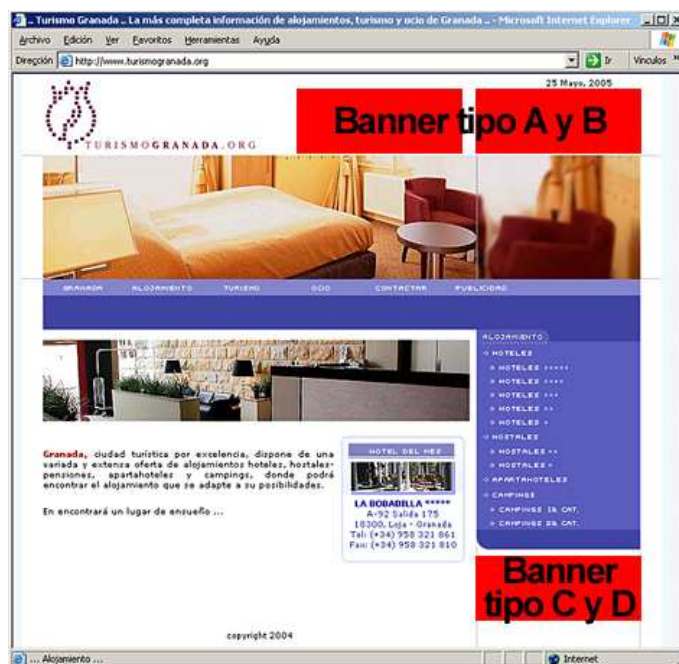 .. Turismo Granada .. La más completa información de alojamientos, turismo y ocio de Granada .. - Microsoft Internet Explorer
Archivo Edición Ver Favoritos Herramientas Ayuda
Dirección http://www.turismogranada.org Ir Vínculos »
25 Mayo, 2005
Banner tipo A y B
TURISMOGRANADA.ORG
GRANADA ALOJAMIENTO TURISMO OCIO CONTACTAR PUBLICIDAD
ALOJAMIENTO
HOTELES
HOTELES *****
HOTELES ****
HOTELES ***
HOTELES **
HOTELES *
HOSTALES
HOSTALES **
HOSTALES *
APARTAHOTELES
CAMPINGS
CAMPINGS 1ª CAT.
CAMPINGS 2ª CAT.
Granada, ciudad turística por excelencia, dispone de una
variada y extensa oferta de alojamientos hoteles, hostales-
pensiones, apartahoteles y campings, donde podrá
encontrar el alojamiento que se adapte a su posibilidades.
En encontrará un lugar de ensueño ...
HOTEL DEL MES
LA BOBADILLA *****
A-92 Salida 175
18300, Loja - Granada
Tel: (+34) 958 321 861
Fax: (+34) 958 321 810
Banner
tipo C y D
copyright 2004
... Alojamiento ... Internet